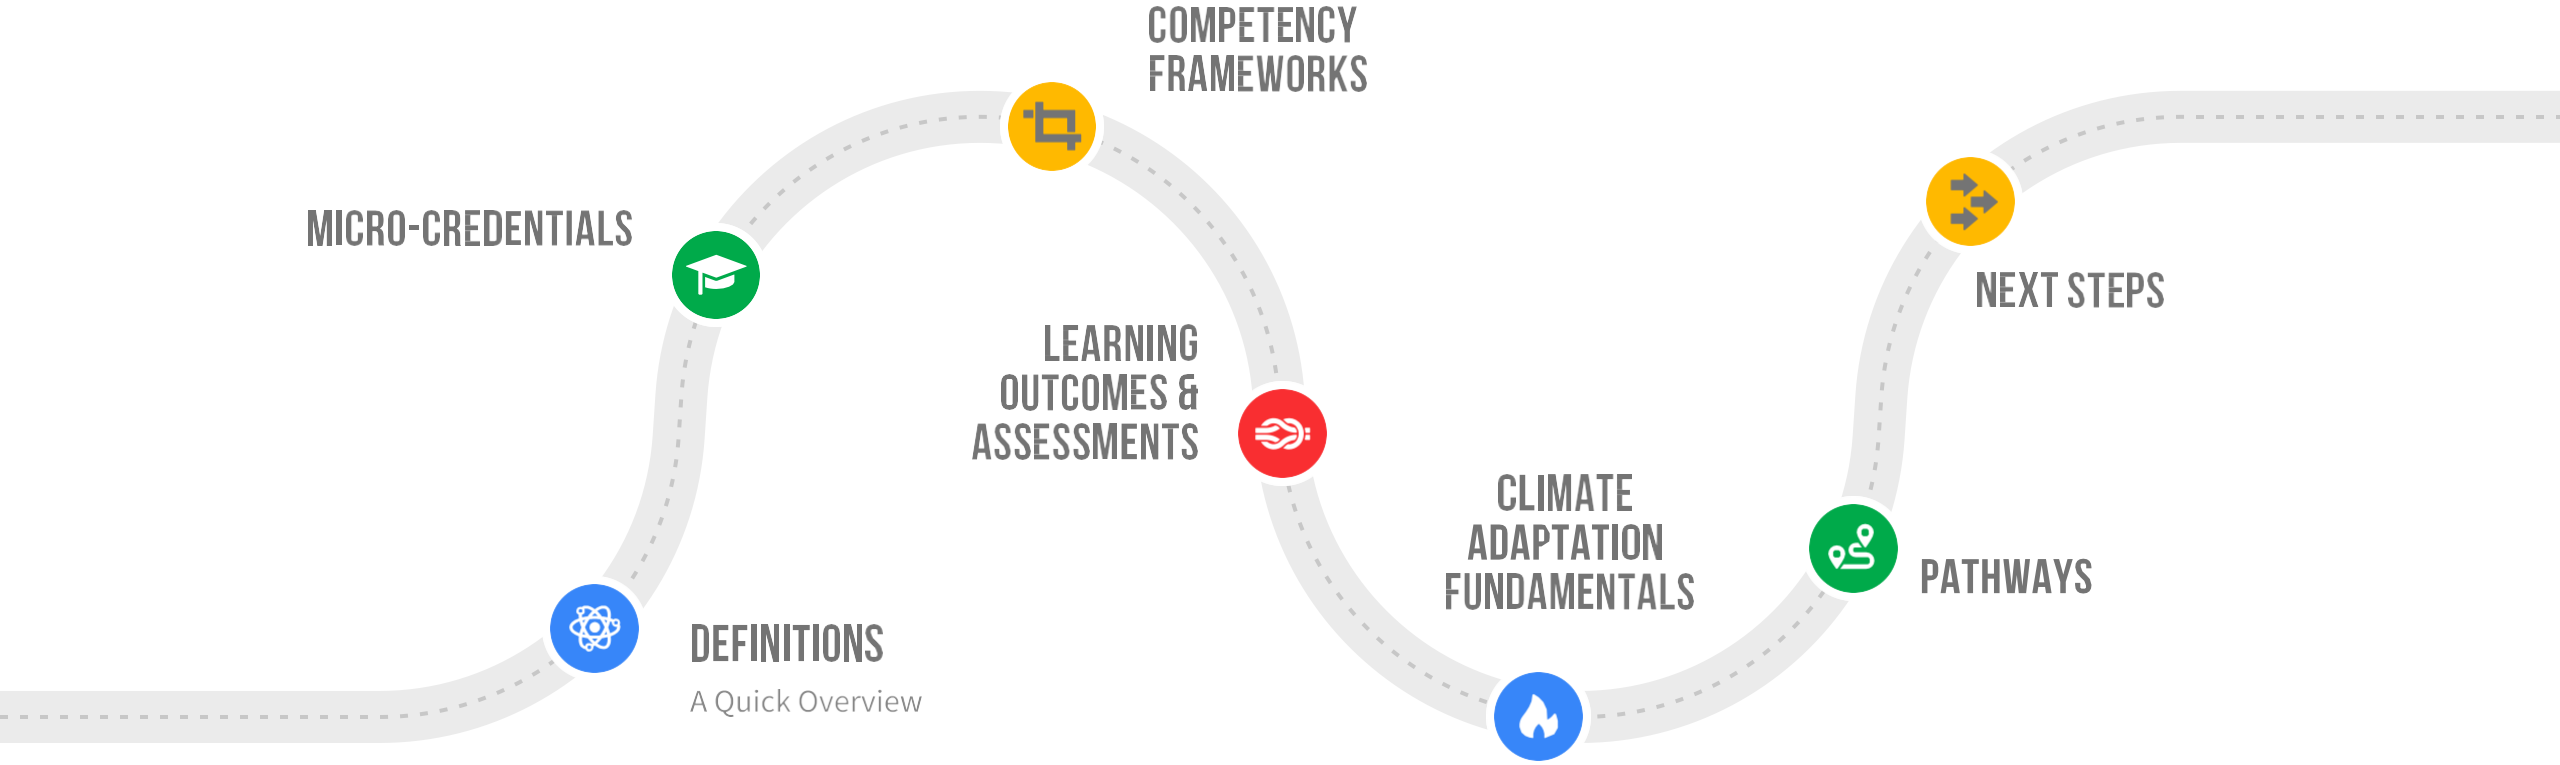 COMPETENCY
FRAMEWORKS
MICRO-CREDENTIALS
LEARNING
OUTCOMES &
ASSESSMENTS
NEXT STEPS
CLIMATE
ADAPTATION
FUNDAMENTALS
PATHWAYS
DEFINITIONS
A Quick Overview